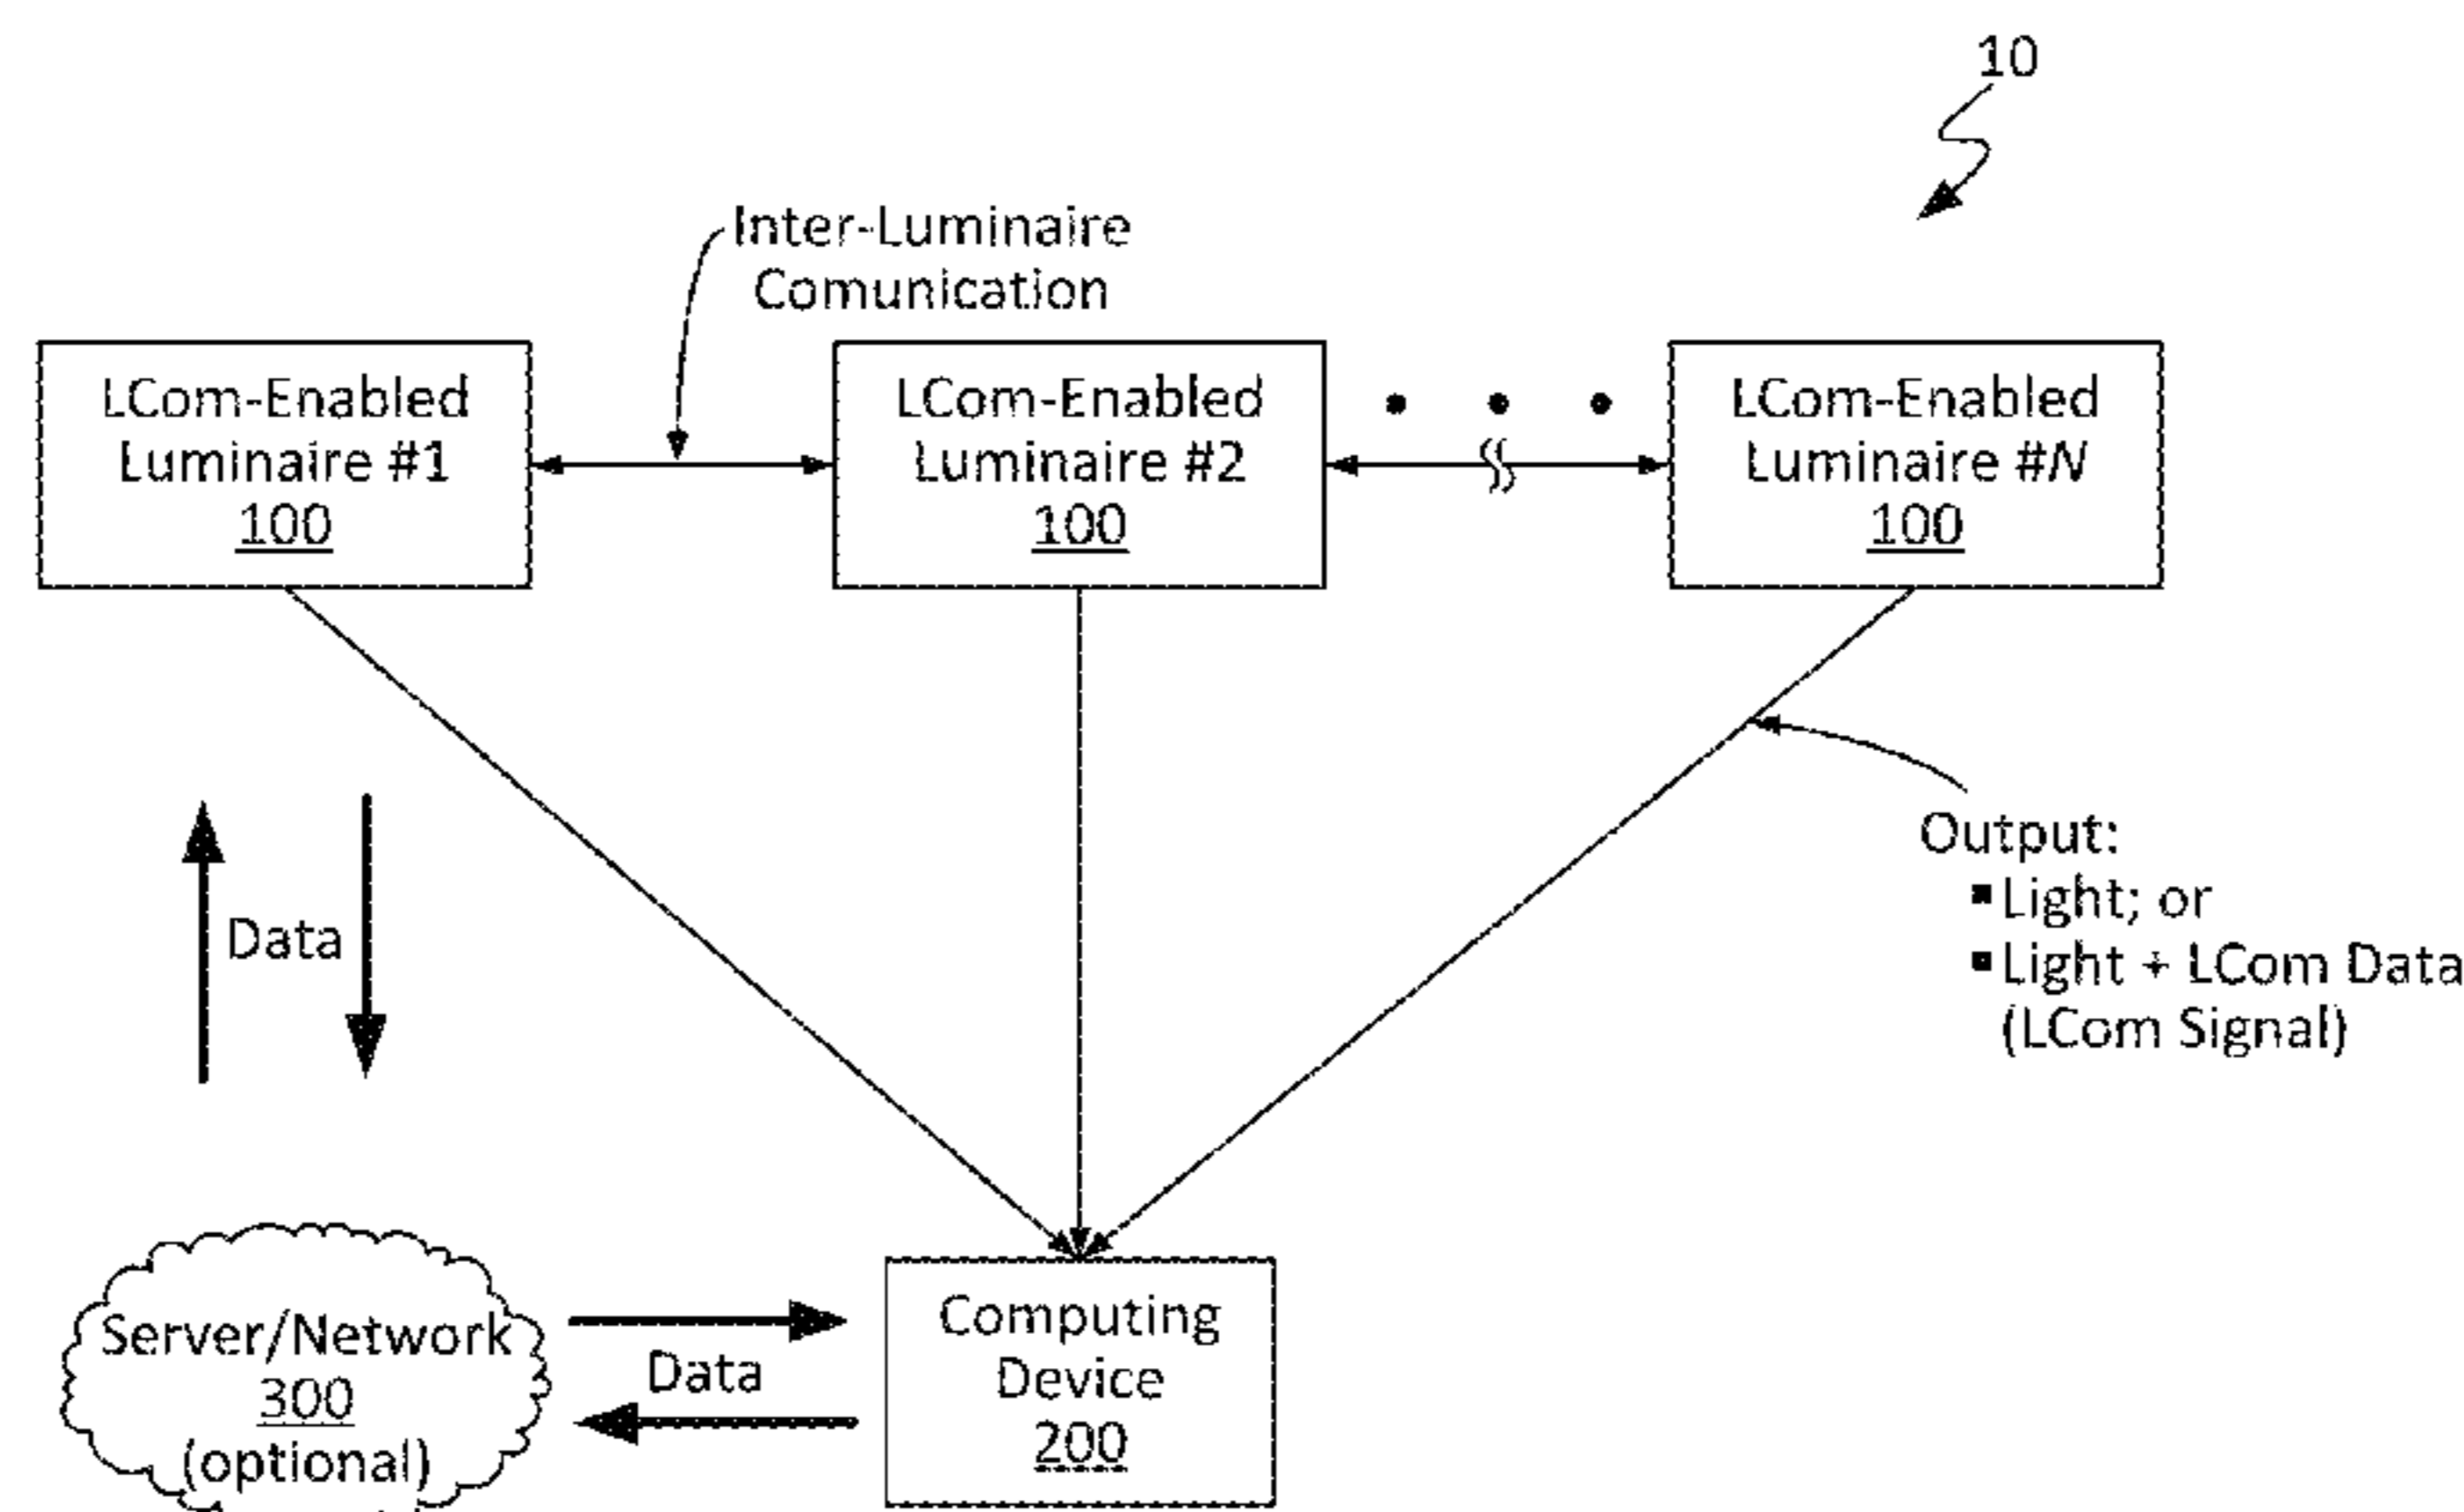 10
Inter-Luminaire
Comunication
LCom-Enabled
Luminaire #1
100
LCom-Enabled
Luminaire #2
100
LCom-Enabled
Luminaire #N
100
Data
Output:
▪ Light; or
▪ Light + LCom Data
(LCom Signal)
Server/Network
300
(optional)
Data
Computing
Device
200